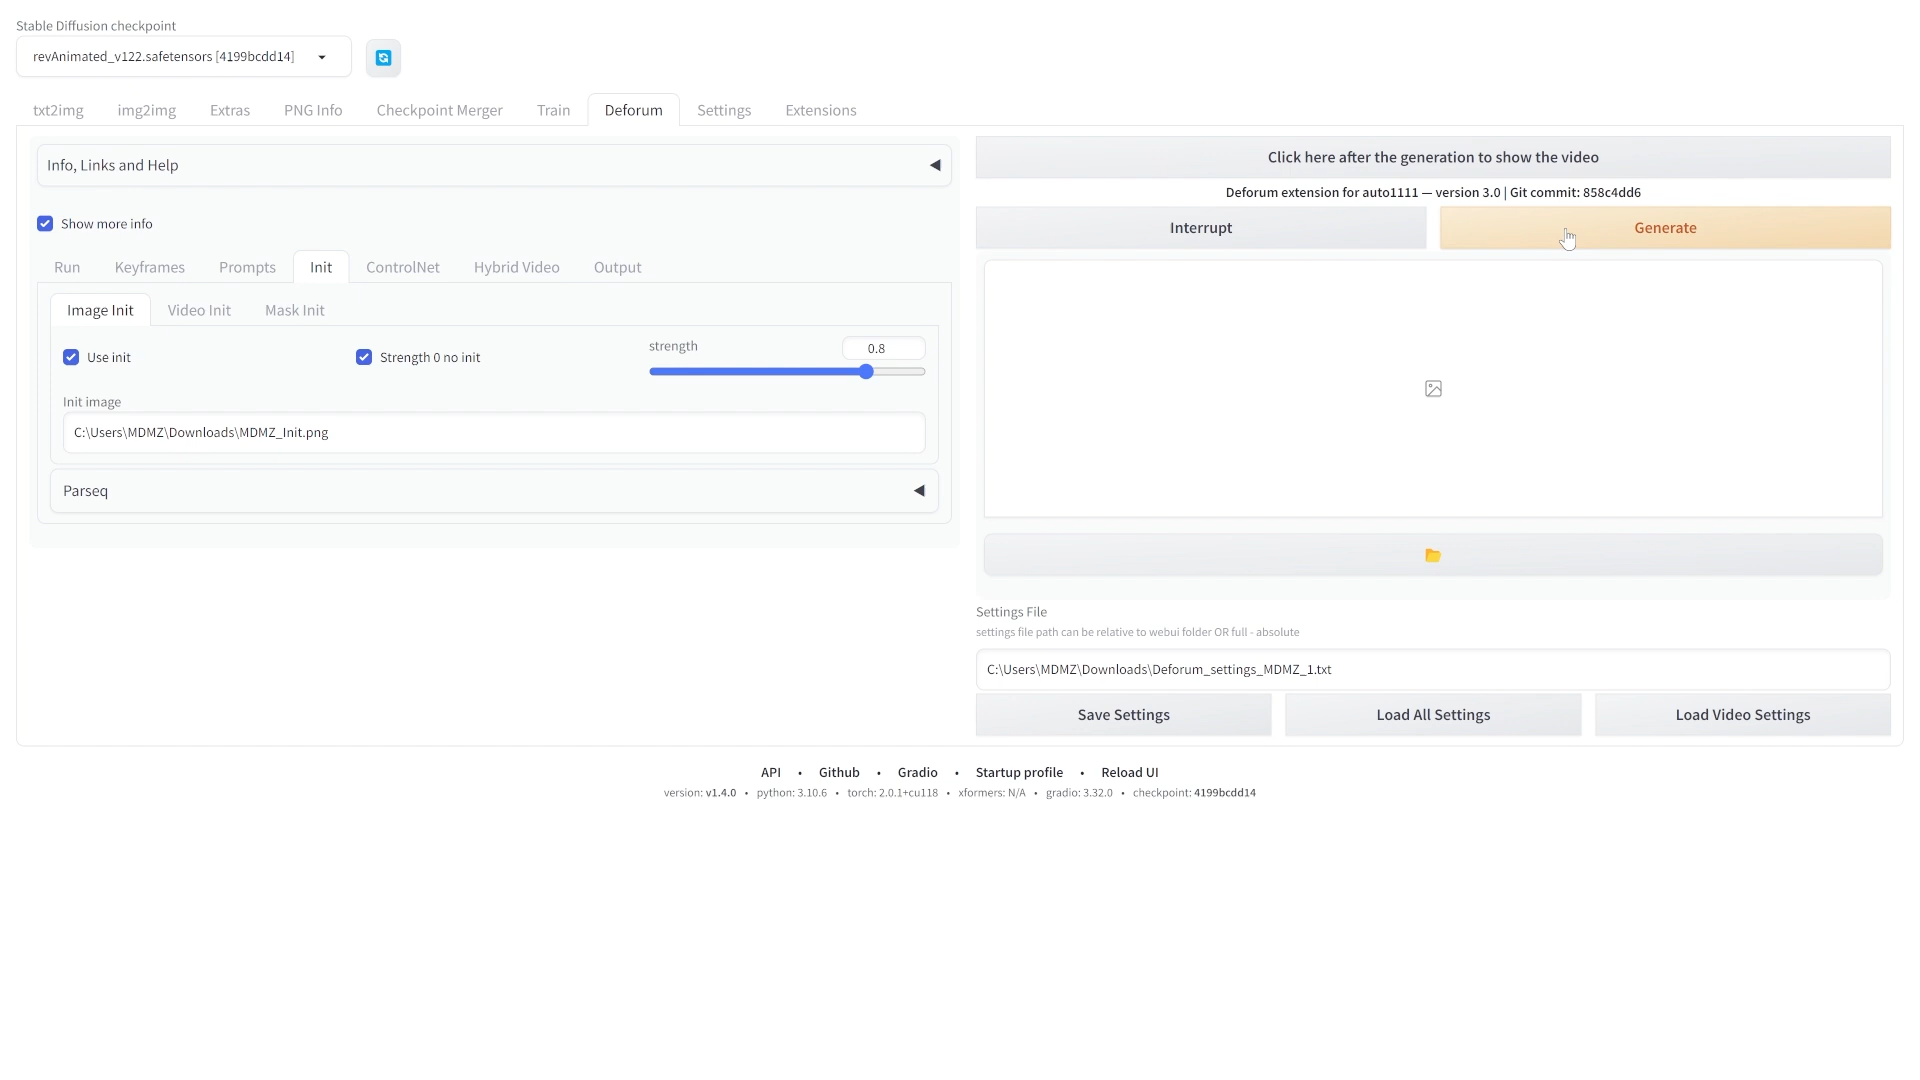 Stable Diffusion checkpoint
revAnimated_v122.safetensors [4199bcdd14]
txt2img img2img Extras PNG Info Checkpoint Merger Train Deforum Settings Extensions
Info, Links and Help
Show more info
Run Keyframes Prompts Init ControlNet Hybrid Video Output
Image Init Video Init Mask Init
Use init
Strength 0 no init
strength 0.8
Init image
C:\Users\MDMZ\Downloads\MDMZ_Init.png
Parseq
Click here after the generation to show the video
Deforum extension for auto1111 — version 3.0 | Git commit: 858c4dd6
Interrupt Generate
Settings File
settings file path can be relative to webui folder OR full - absolute
C:\Users\MDMZ\Downloads\Deforum_settings_MDMZ_1.txt
Save Settings Load All Settings Load Video Settings
API • Github • Gradio • Startup profile • Reload UI
version: v1.4.0 • python: 3.10.6 • torch: 2.0.1+cu118 • xformers: N/A • gradio: 3.32.0 • checkpoint: 4199bcdd14